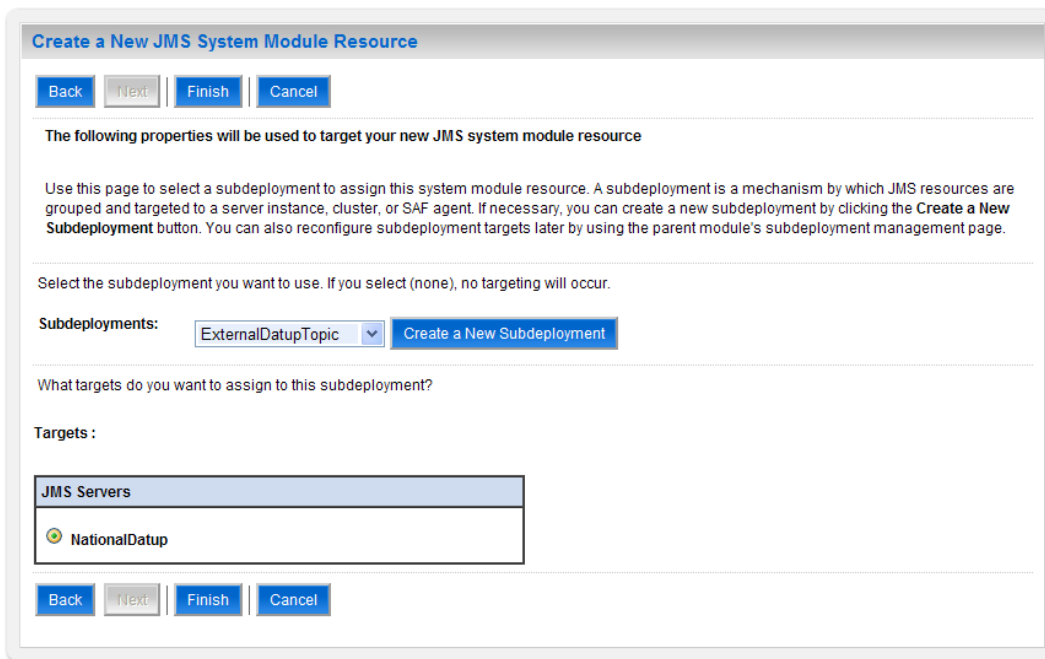 Create a New JMS System Module Resource
Back Next Finish Cancel
The following properties will be used to target your new JMS system module resource
Use this page to select a subdeployment to assign this system module resource. A subdeployment is a mechanism by which JMS resources are
grouped and targeted to a server instance, cluster, or SAF agent. If necessary, you can create a new subdeployment by clicking the Create a New
Subdeployment button. You can also reconfigure subdeployment targets later by using the parent module's subdeployment management page.
Select the subdeployment you want to use. If you select (none), no targeting will occur.
Subdeployments: ExternalDatupTopic Create a New Subdeployment
What targets do you want to assign to this subdeployment?
Targets :
JMS Servers
NationalDatup
Back Next Finish Cancel